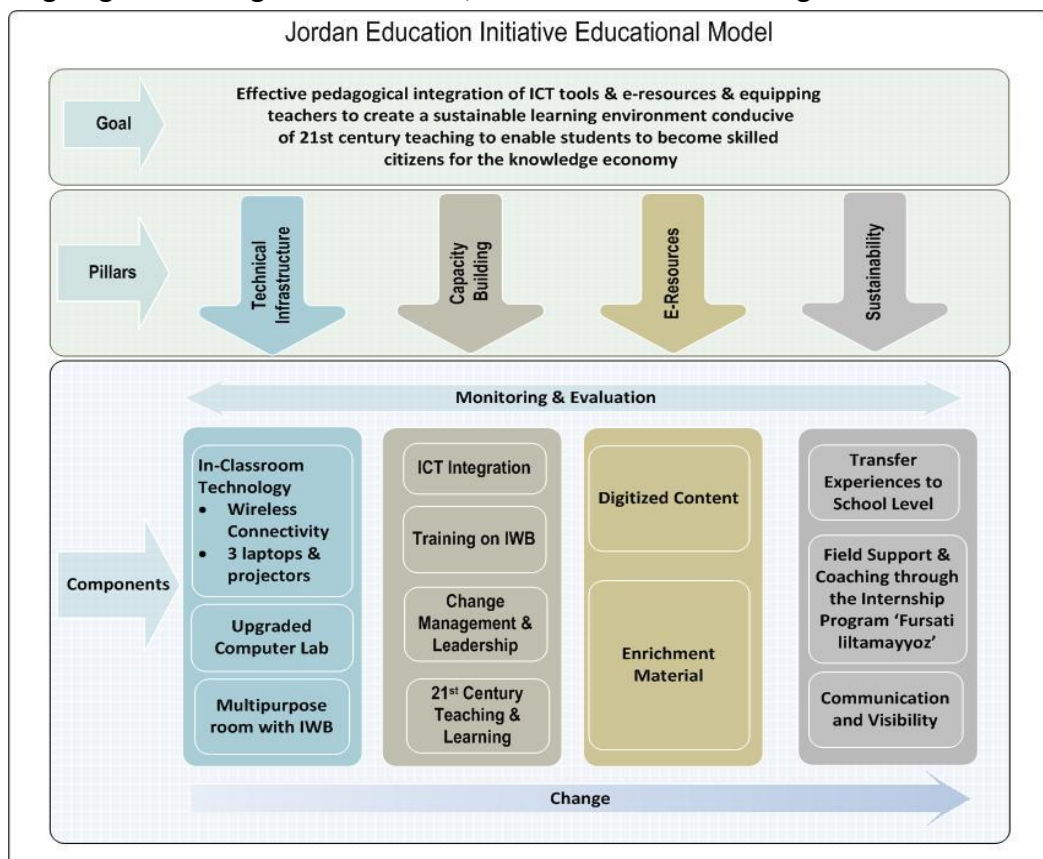 Jordan Education Initiative Educational Model
Goal
Effective pedagogical integration of ICT tools & e-resources & equipping
teachers to create a sustainable learning environment conducive
of 21st century teaching to enable students to become skilled
citizens for the knowledge economy
Pillars
Technical
Infrastructure
Capacity
Building
E-Resources
Sustainability
Monitoring & Evaluation
Components
In-Classroom
Technology
• Wireless
Connectivity
• 3 laptops &
projectors
Upgraded
Computer Lab
Multipurpose
room with IWB
ICT Integration
Training on IWB
Change
Management &
Leadership
21st Century
Teaching &
Learning
Digitized Content
Enrichment
Material
Transfer
Experiences to
School Level
Field Support &
Coaching through
the Internship
Program ‘Fursati
liltamayyoz’
Communication
and Visibility
Change